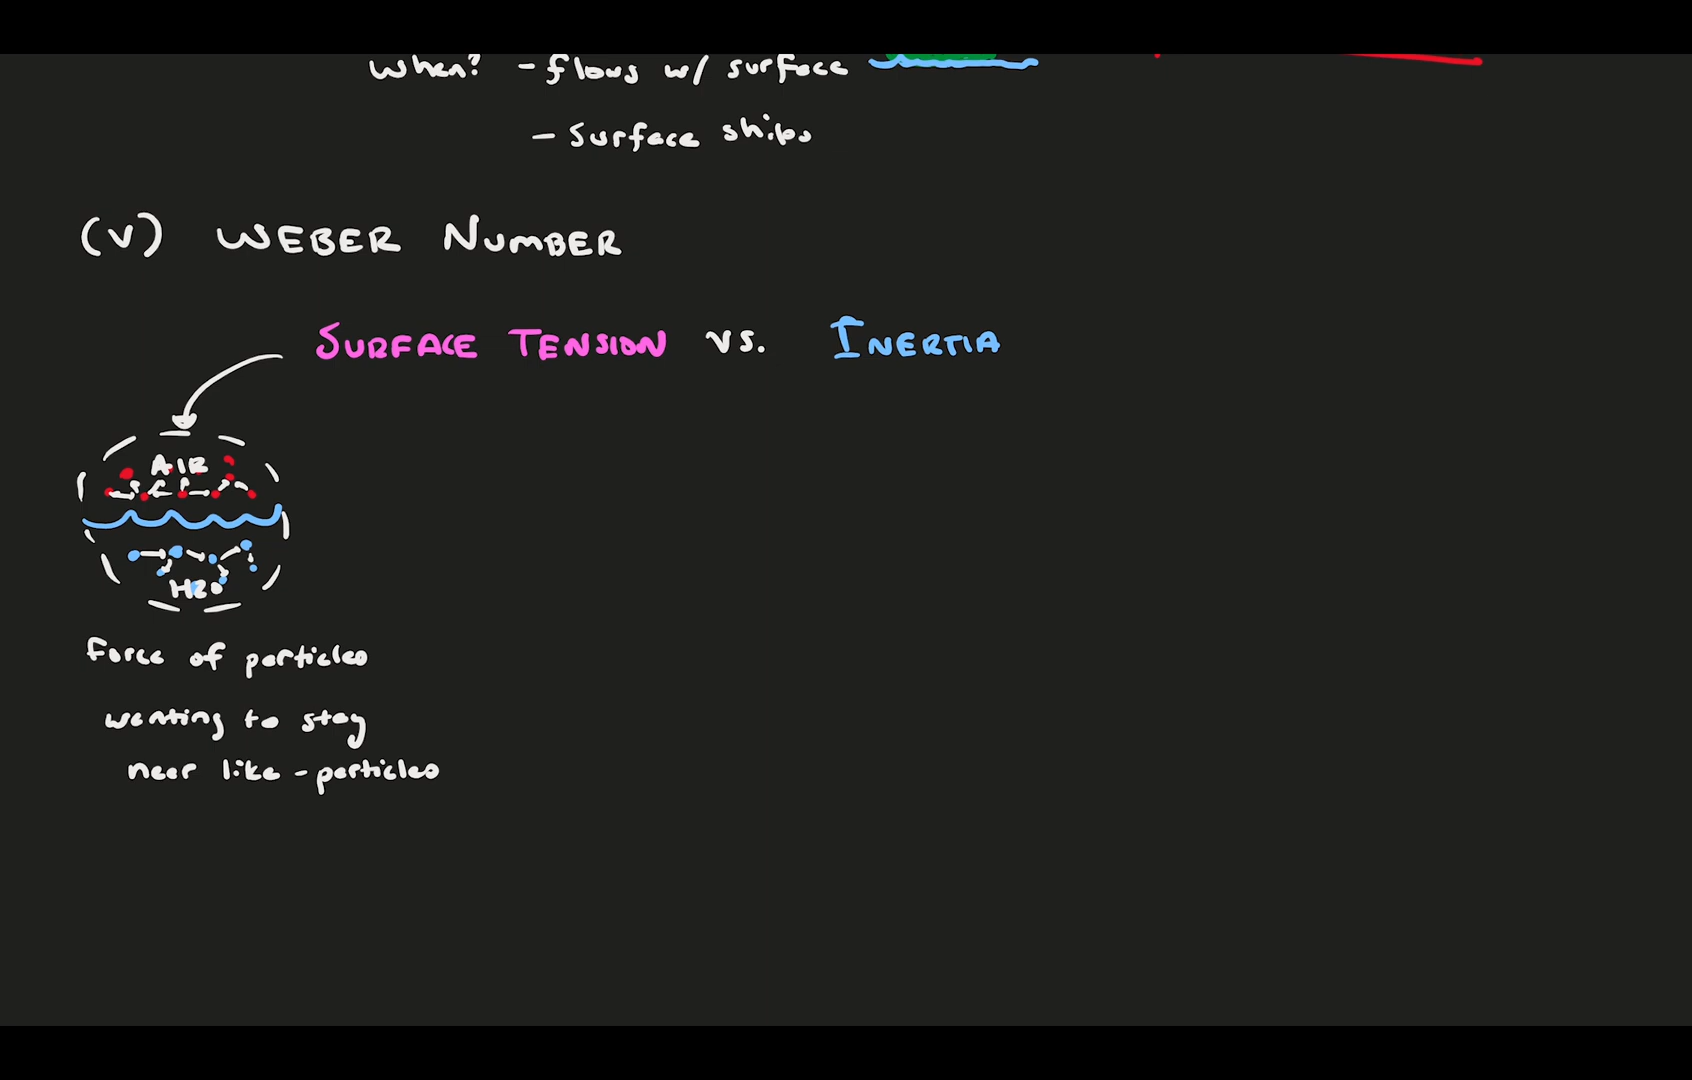 When? - flows w/ surface
- Surface ships
(V) WEBER NUMBER
SURFACE TENSION vs. INERTIA
AIR
H20
Force of particles
wanting to stay
near like-particles